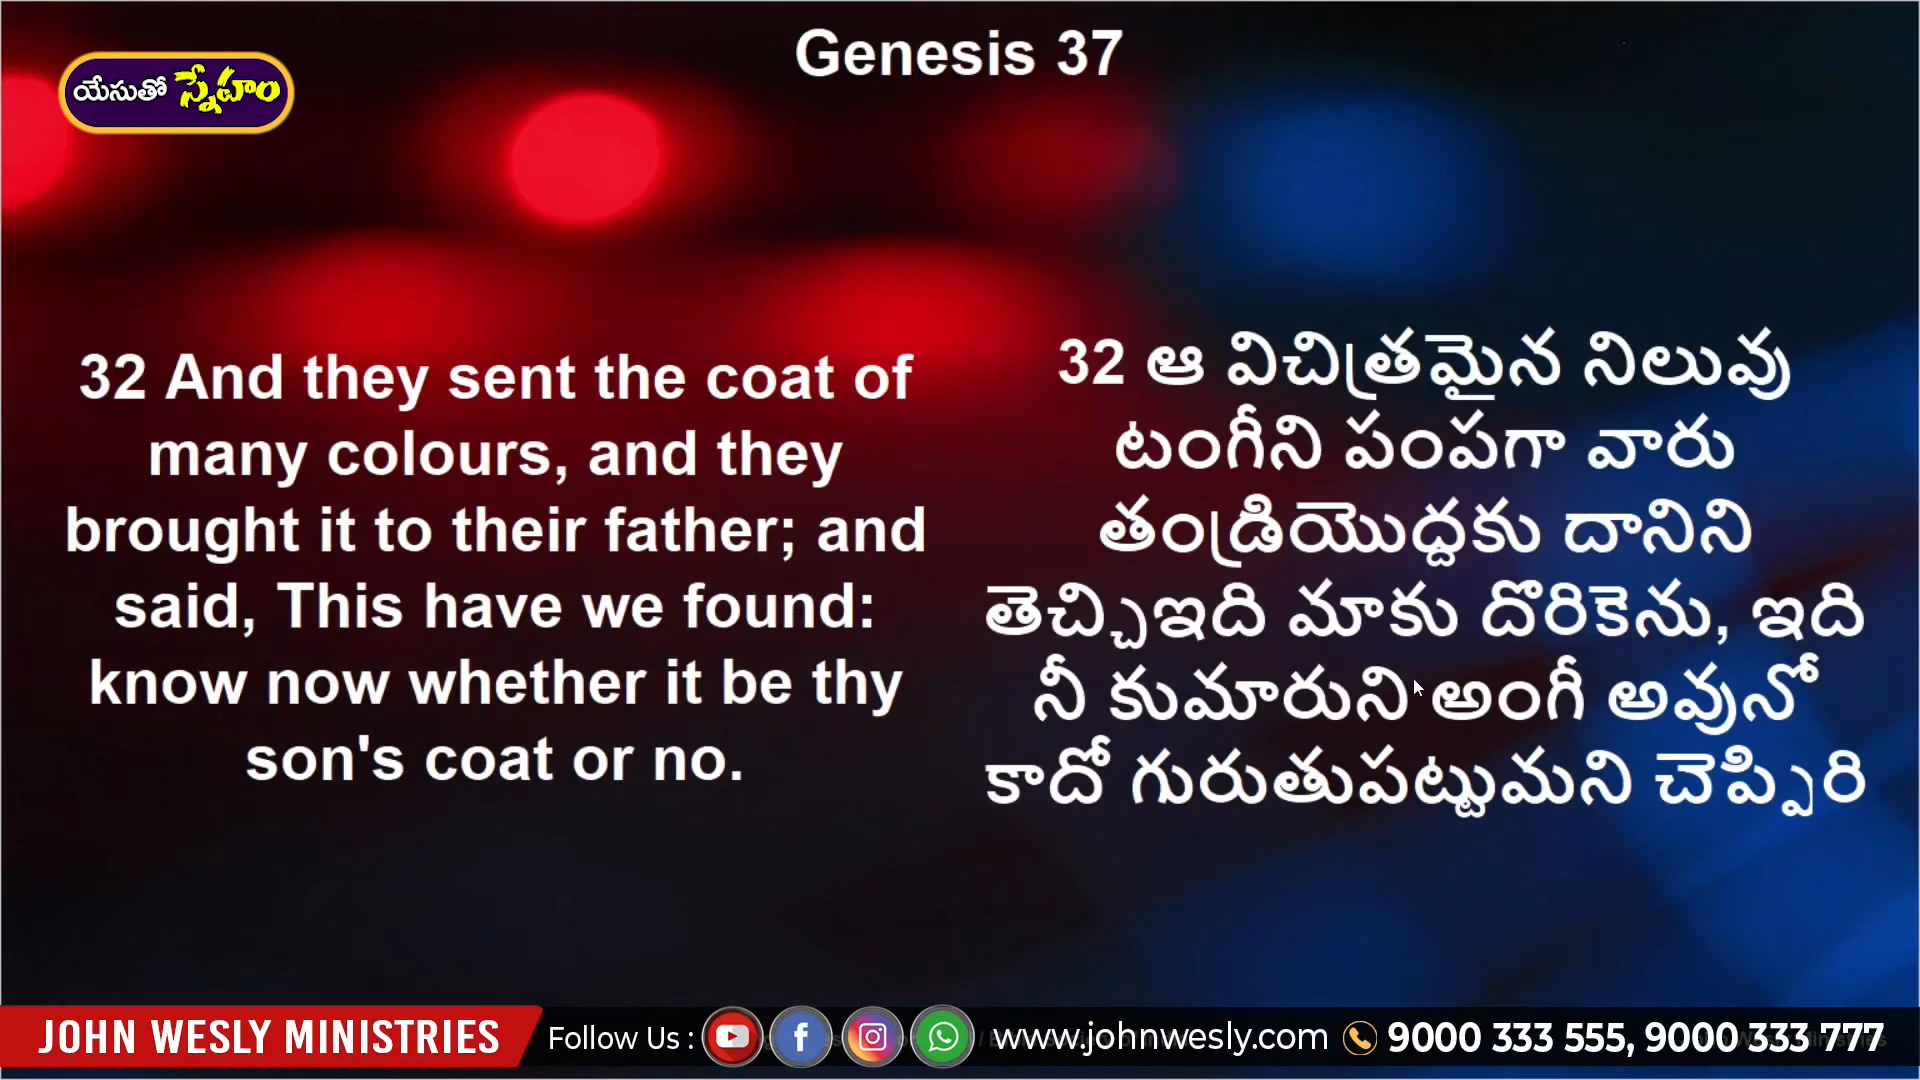 Genesis 37
యేసుతో స్నేహం
32 And they sent the coat of
many colours, and they
brought it to their father; and
said, This have we found:
know now whether it be thy
son's coat or no.
32 ఆ విచిత్రమైన నిలువు
టంగీని పంపగా వారు
తండ్రియొద్దకు దానిని
తెచ్చిఇది మాకు దొరికెను, ఇది
నీ కుమారుని అంగీ అవునో
కాదో గురుతుపట్టుమని చెప్పిరి
JOHN WESLY MINISTRIES Follow Us : www.johnwesly.com 9000 333 555, 9000 333 777